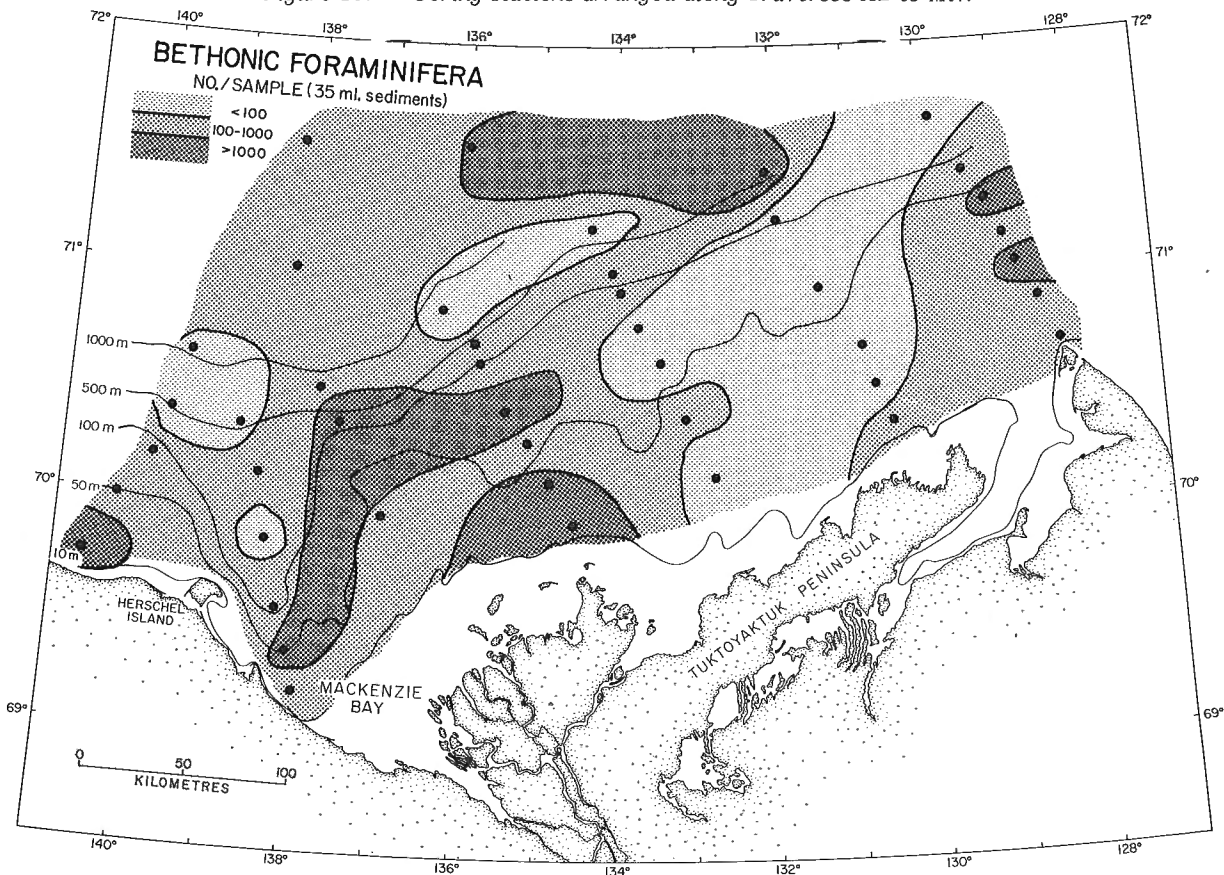 72° 140° 138° 136° 134° 132° 130° 128° 72°
BETHONIC FORAMINIFERA
NO./SAMPLE (35 ml. sediments)
<100
100-1000
>1000
71° 71°
1000 m
500 m
100 m
70° 70°
50 m
10 m
HERSCHEL
ISLAND
TUKTOYAKTUK PENINSULA
MACKENZIE
BAY
69° 69°
0 50 100
KILOMETRES
140° 138° 136° 134° 132° 130° 128°